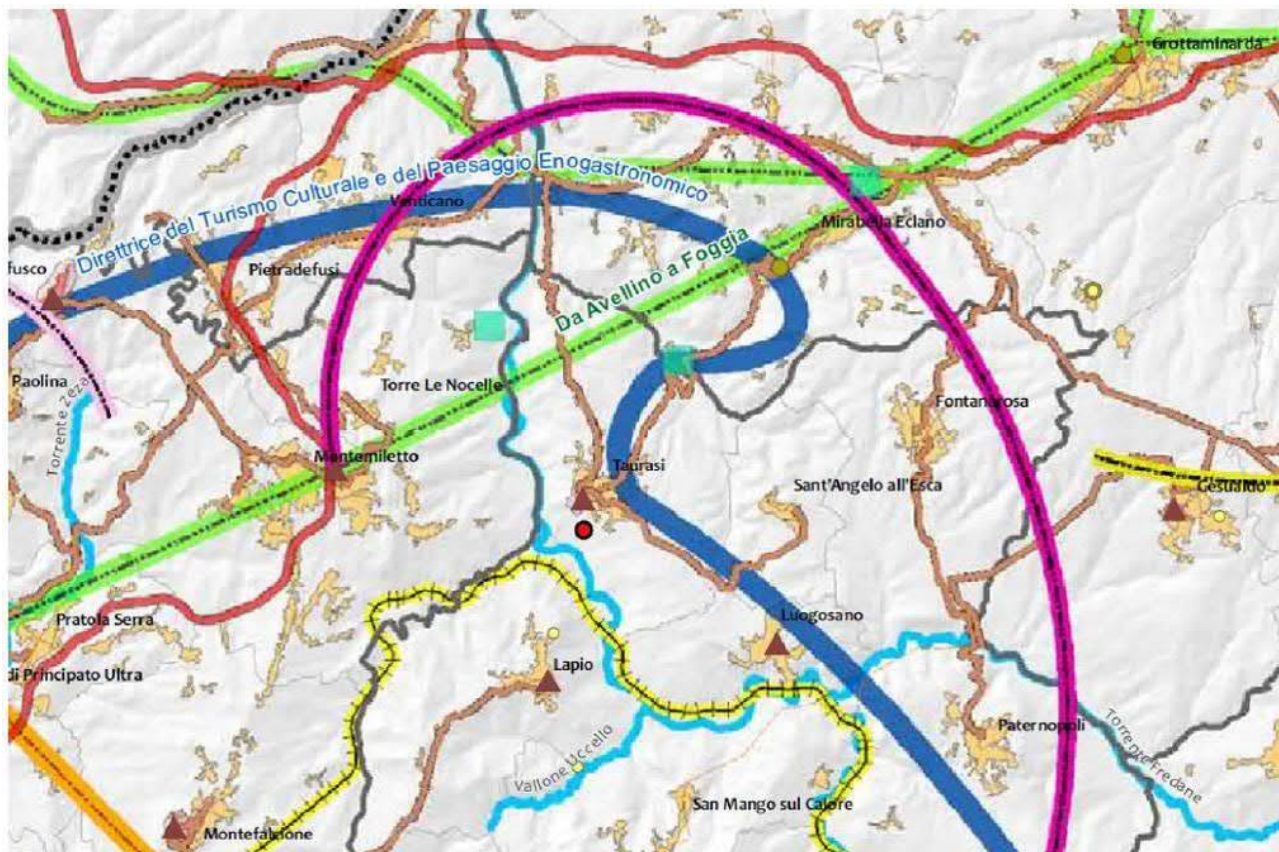 Grottaminarda
Direttrice del Turismo Culturale e del Paesaggio Enogastronomico
Venticano
Mirabella Eclano
fusco
Pietradefusi
Da Avellino a Foggia
Paolina
Torre Le Nocelle
Fontanarosa
Torrente Zeza
Montemiletto
Taurasi
Sant'Angelo all'Esca
Gesualdo
Pratola Serra
Luogosano
di Principato Ultra
Lapio
Paternopoli
Torrente Fredane
Vallone Uccello
San Mango sul Calore
Montefalcione